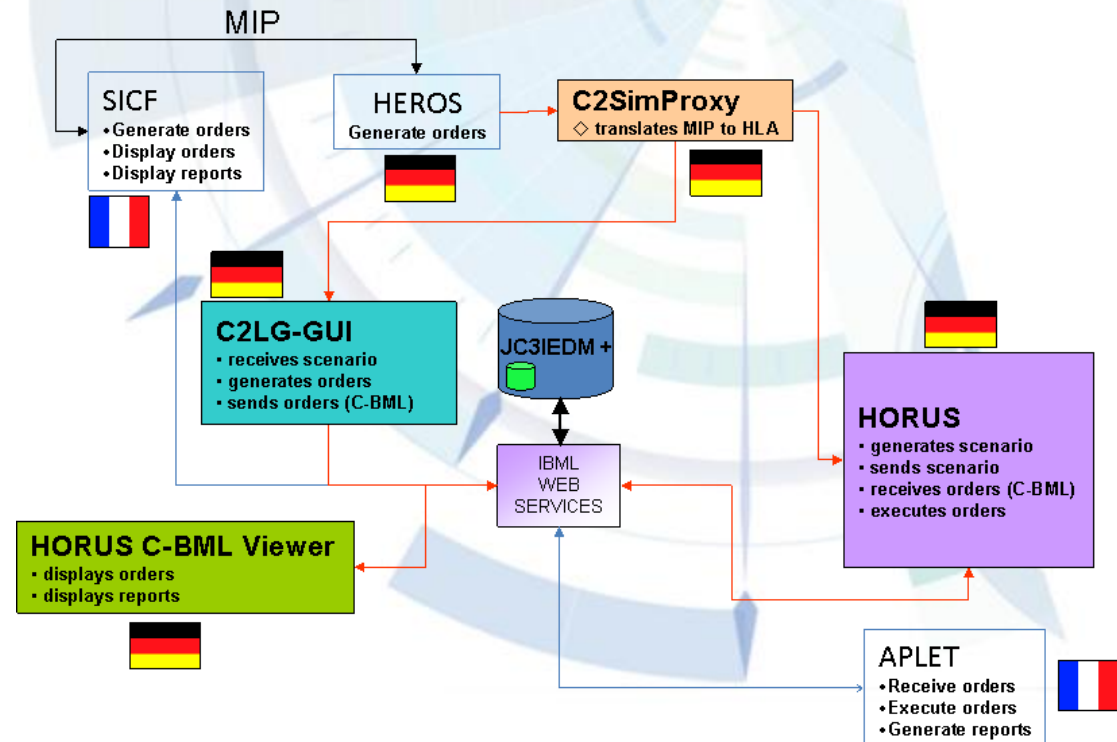 MIP
SICF
•Generate orders
•Display orders
•Display reports
HEROS
Generate orders
C2SimProxy
◇ translates MIP to HLA
C2LG-GUI
▪ receives scenario
▪ generates orders
▪ sends orders (C-BML)
JC3IEDM +
IBML
WEB
SERVICES
HORUS
▪ generates scenario
▪ sends scenario
▪ receives orders (C-BML)
▪ executes orders
HORUS C-BML Viewer
▪ displays orders
▪ displays reports
APLET
•Receive orders
•Execute orders
•Generate reports